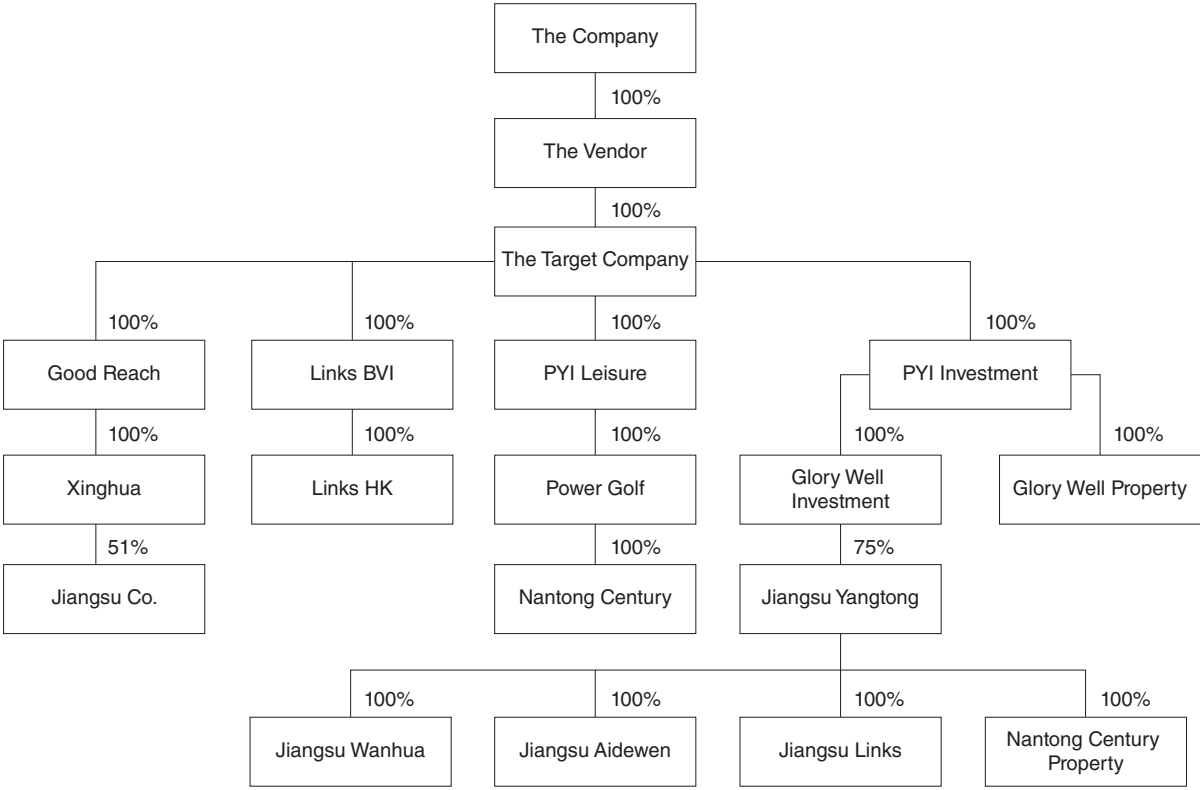 The Company
100%
The Vendor
100%
The Target Company
100%
100%
100%
100%
Good Reach
Links BVI
PYI Leisure
PYI Investment
100%
100%
100%
100%
100%
Xinghua
Links HK
Power Golf
Glory Well
Investment
Glory Well Property
51%
100%
75%
Jiangsu Co.
Nantong Century
Jiangsu Yangtong
100%
100%
100%
100%
Jiangsu Wanhua
Jiangsu Aidewen
Jiangsu Links
Nantong Century
Property